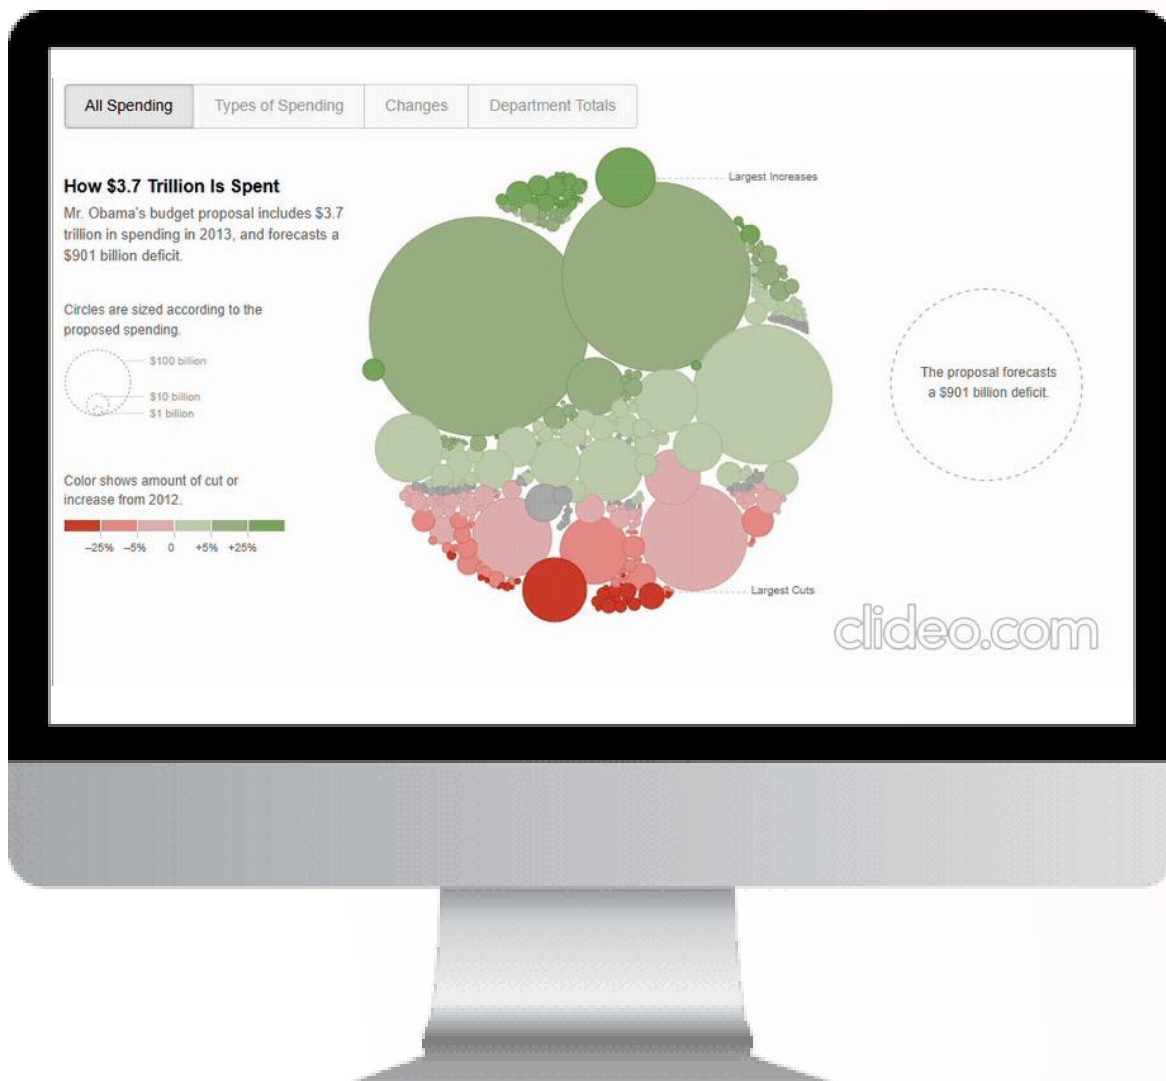 All Spending
Types of Spending
Changes
Department Totals
How $3.7 Trillion Is Spent
Mr. Obama's budget proposal includes $3.7
trillion in spending in 2013, and forecasts a
$901 billion deficit.
Circles are sized according to the
proposed spending.
$100 billion
$10 billion
$1 billion
Color shows amount of cut or
increase from 2012.
–25% –5% 0 +5% +25%
Largest Increases
The proposal forecasts
a $901 billion deficit.
Largest Cuts
clideo.com